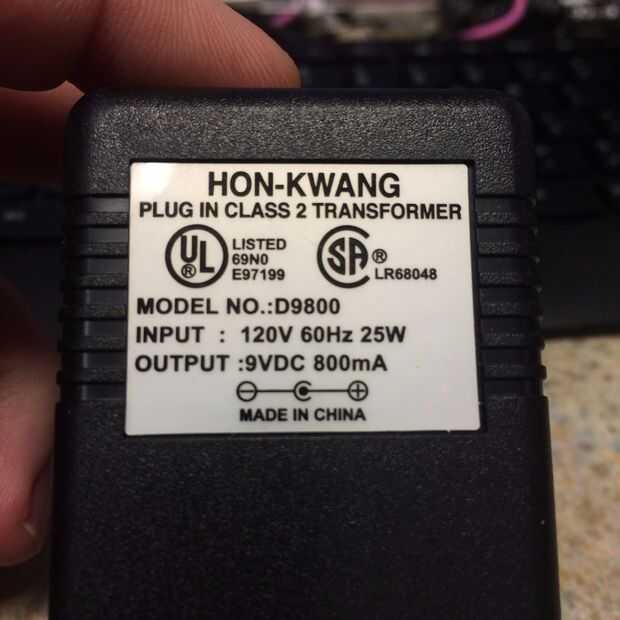 HON-KWANG
PLUG IN CLASS 2 TRANSFORMER
UL ® LISTED
69N0
E97199
SA ®
LR68048
MODEL NO.:D9800
INPUT : 120V 60Hz 25W
OUTPUT :9VDC 800mA
MADE IN CHINA